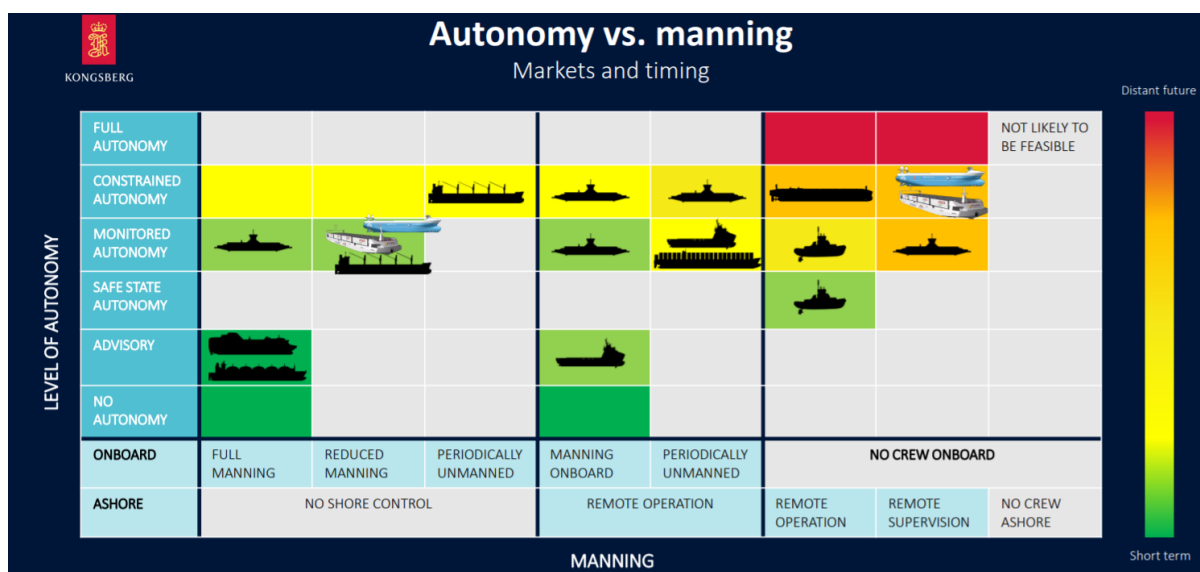 Autonomy vs. manning
Markets and timing
KONGSBERG
Distant future
FULL
AUTONOMY
NOT LIKELY TO
BE FEASIBLE
CONSTRAINED
AUTONOMY
MONITORED
AUTONOMY
SAFE STATE
AUTONOMY
ADVISORY
NO
AUTONOMY
LEVEL OF AUTONOMY
ONBOARD
FULL
MANNING
REDUCED
MANNING
PERIODICALLY
UNMANNED
MANNING
ONBOARD
PERIODICALLY
UNMANNED
NO CREW ONBOARD
ASHORE
NO SHORE CONTROL
REMOTE OPERATION
REMOTE
OPERATION
REMOTE
SUPERVISION
NO CREW
ASHORE
Short term
MANNING